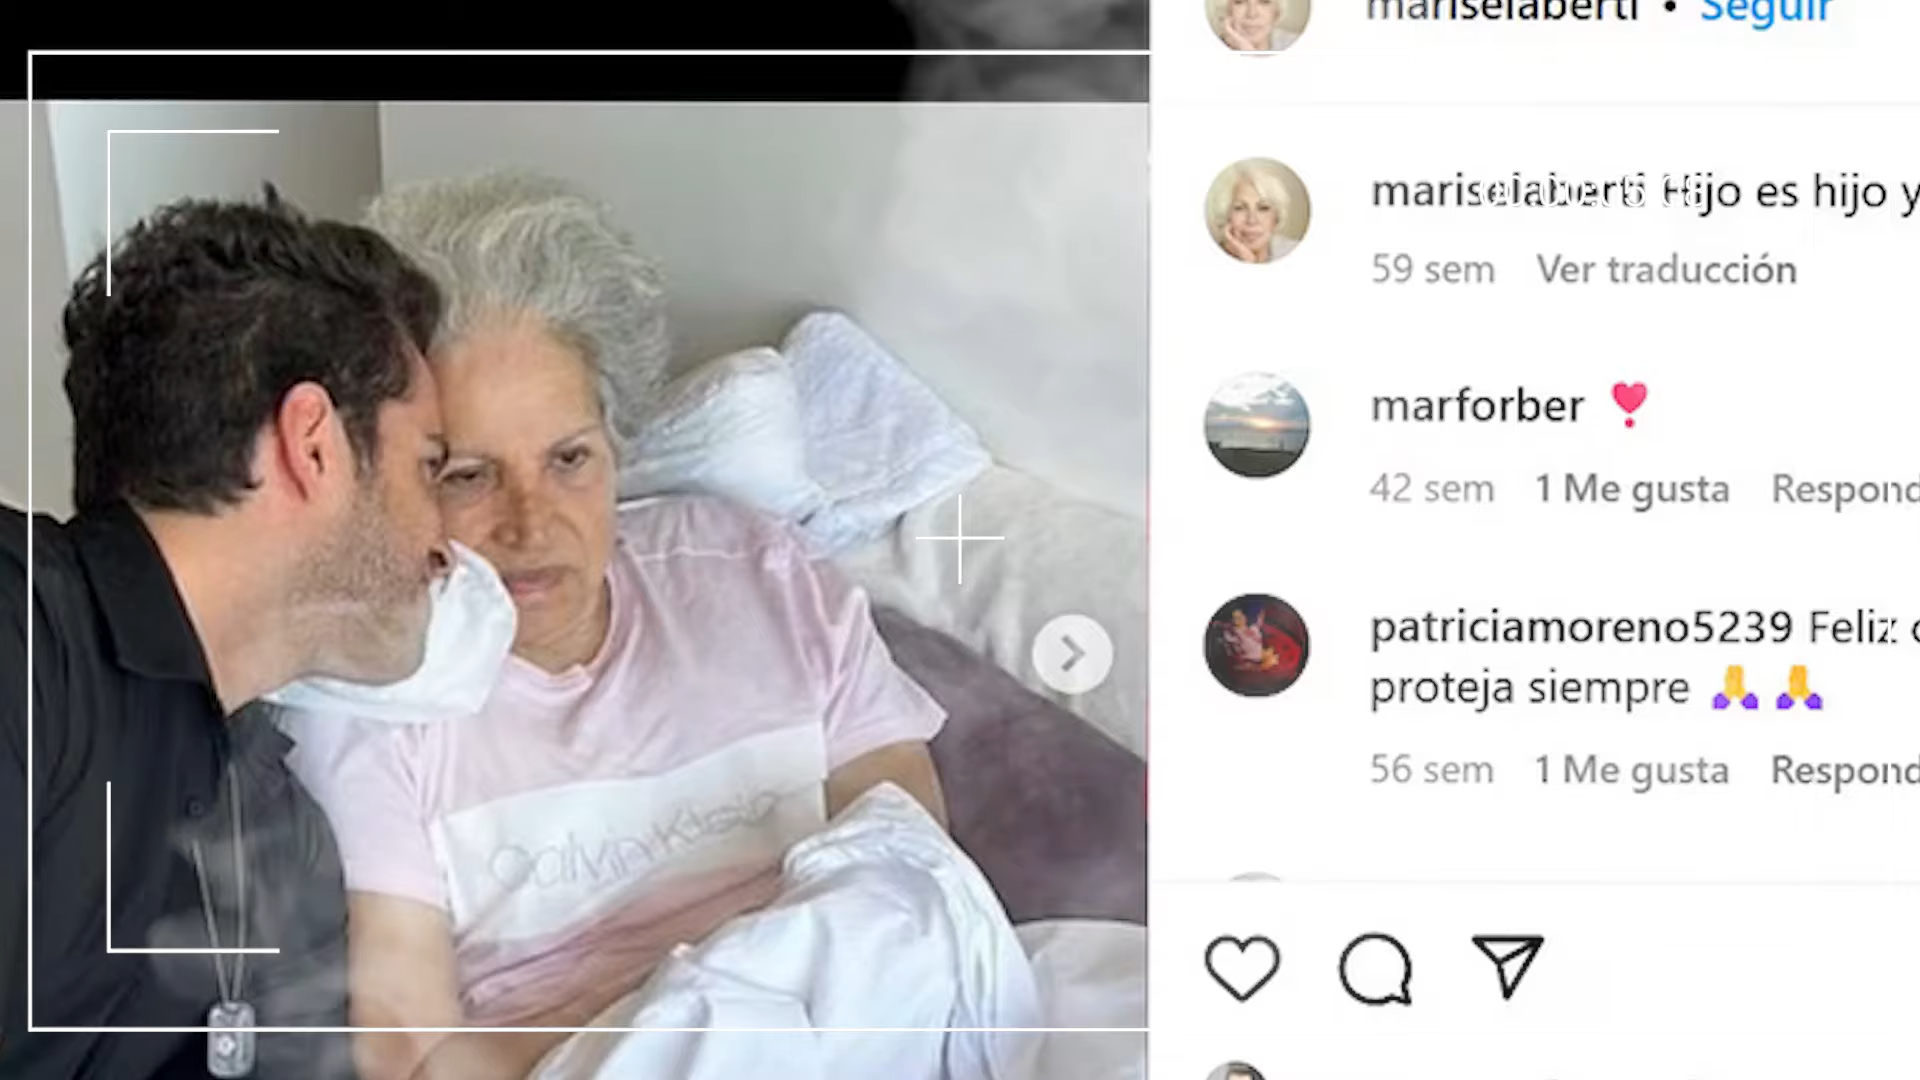 mariselaberti • Seguir
mariselaberti Hijo es hijo y
59 sem Ver traducción
marforber
42 sem 1 Me gusta Respond
patriciamoreno5239 Feliz
proteja siempre
56 sem 1 Me gusta Respond
Calvin Klein